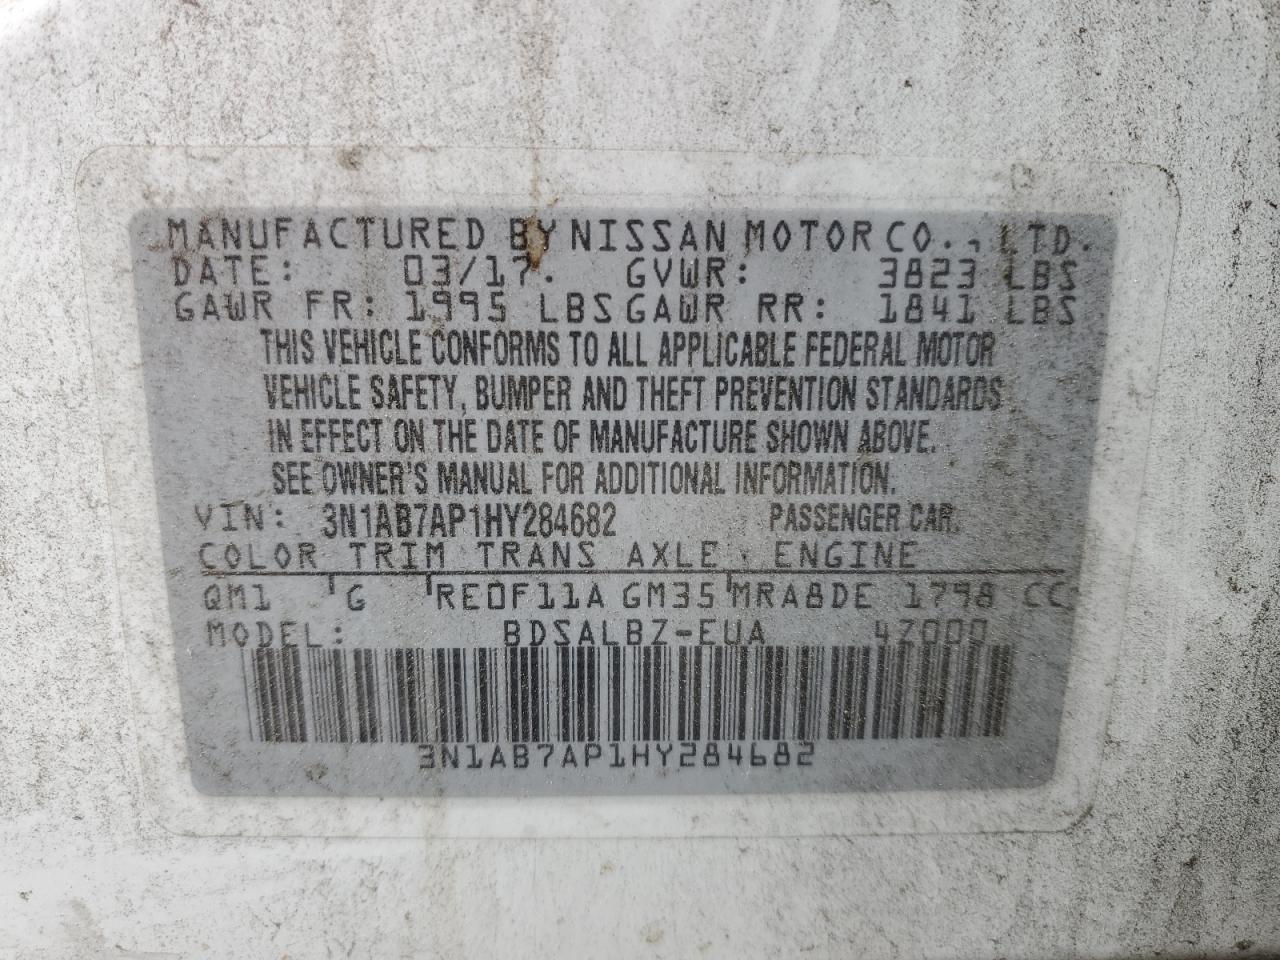 MANUFACTURED BY NISSAN MOTOR CO., LTD.
DATE: 03/17. GVWR: 3823 LBS
GAWR FR: 1995 LBS GAWR RR: 1841 LBS
THIS VEHICLE CONFORMS TO ALL APPLICABLE FEDERAL MOTOR
VEHICLE SAFETY, BUMPER AND THEFT PREVENTION STANDARDS
IN EFFECT ON THE DATE OF MANUFACTURE SHOWN ABOVE.
SEE OWNER'S MANUAL FOR ADDITIONAL INFORMATION.
VIN: 3N1AB7AP1HY284682 PASSENGER CAR.
COLOR TRIM TRANS AXLE ENGINE
QM1 G RE0F11A GM35 MRA8DE 1798 CC
MODEL: BDSALBZ-EUA 47000
3N1AB7AP1HY284682